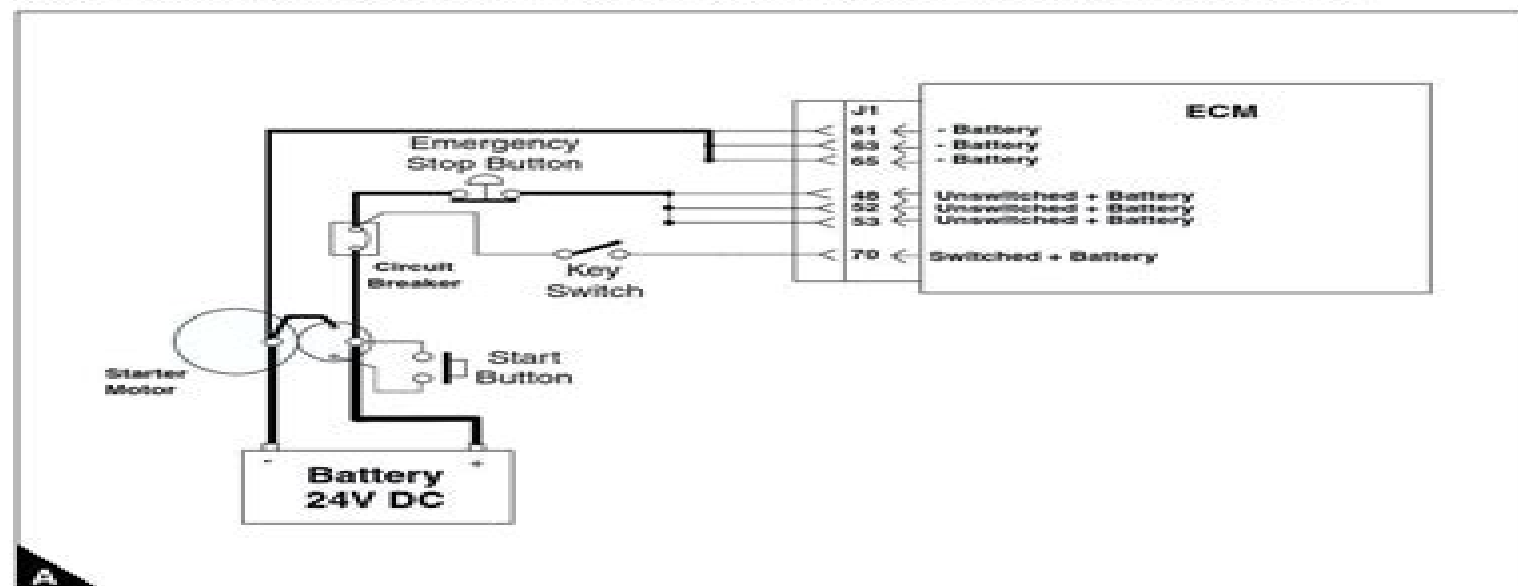 J1
ECM
61 - Battery
63 - Battery
65 - Battery
Emergency
Stop Button
48 Unswitched + Battery
52 Unswitched + Battery
53 Unswitched + Battery
70 Switched + Battery
Circuit
Breaker
Key
Switch
Start
Button
Starter
Motor
- +
Battery
24V DC
A